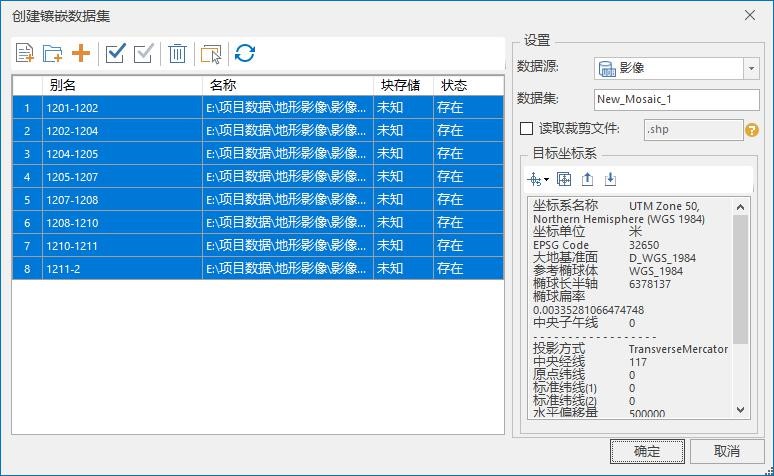 创建镶嵌数据集
别名 名称 块存储 状态
1 1201-1202 E:\项目数据\地形影像\影像... 未知 存在
2 1202-1204 E:\项目数据\地形影像\影像... 未知 存在
3 1204-1205 E:\项目数据\地形影像\影像... 未知 存在
4 1205-1207 E:\项目数据\地形影像\影像... 未知 存在
5 1207-1208 E:\项目数据\地形影像\影像... 未知 存在
6 1208-1210 E:\项目数据\地形影像\影像... 未知 存在
7 1210-1211 E:\项目数据\地形影像\影像... 未知 存在
8 1211-2 E:\项目数据\地形影像\影像... 未知 存在
设置
数据源: 影像
数据集: New_Mosaic_1
读取裁剪文件: .shp
目标坐标系
坐标系名称 UTM Zone 50,
Northern Hemisphere (WGS 1984)
坐标单位 米
EPSG Code 32650
大地基准面 D_WGS_1984
参考椭球体 WGS_1984
椭球长半轴 6378137
椭球扁率
0.00335281066474748
中央子午线 0
- - - - - - - - - - - - - - - - - -
投影方式 TransverseMercator
中央经线 117
原点纬线 0
标准纬线(1) 0
标准纬线(2) 0
水平偏移量 500000
确定 取消